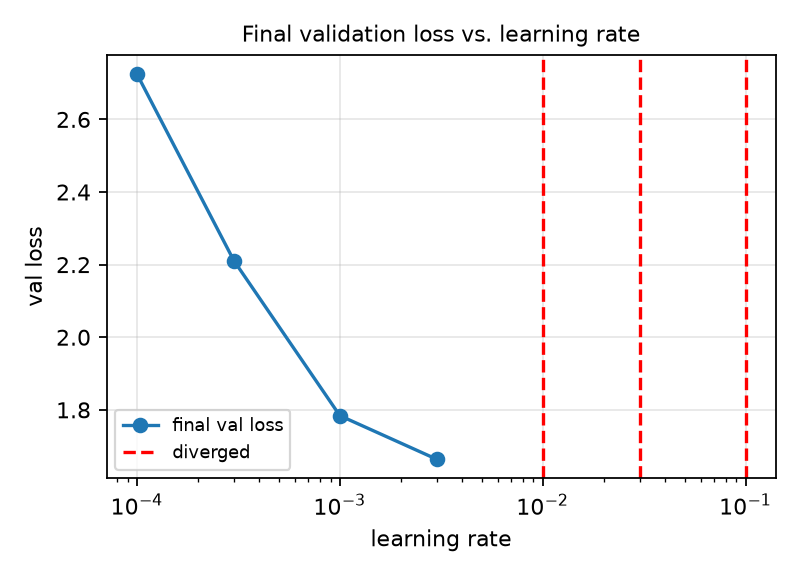 Final validation loss vs. learning rate
val loss
2.6
2.4
2.2
2.0
1.8
final val loss
diverged
10⁻⁴ 10⁻³ 10⁻² 10⁻¹
learning rate